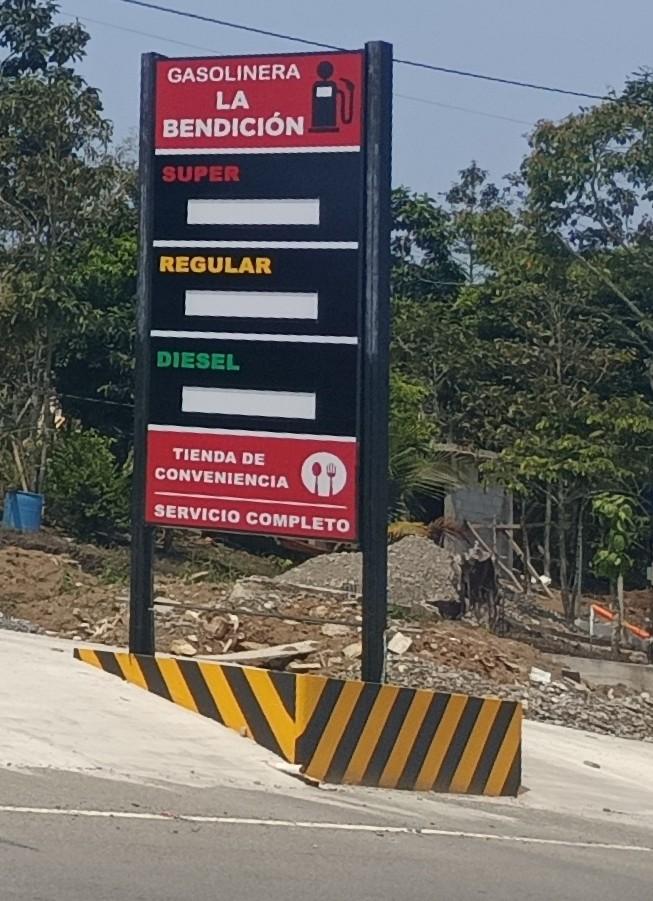 GASOLINERA
LA
BENDICIÓN
SUPER
REGULAR
DIESEL
TIENDA DE
CONVENIENCIA
SERVICIO COMPLETO